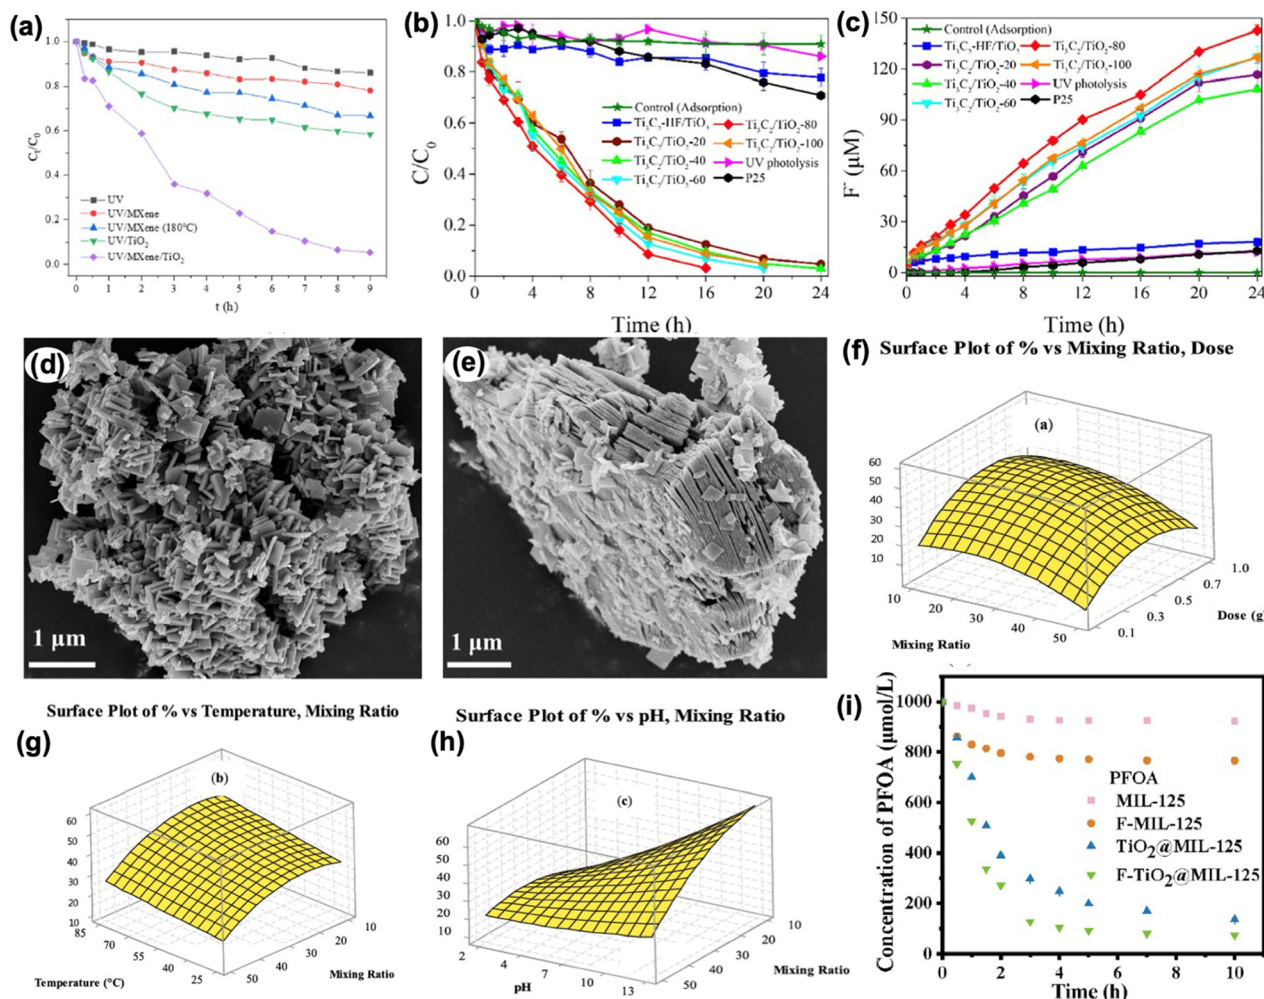 (a)
C_t/C_0
1.0
0.8
0.6
0.4
0.2
0.0
UV
UV/MXene
UV/MXene (180°C)
UV/TiO2
UV/MXene/TiO2
0 1 2 3 4 5 6 7 8 9
t (h)
(b)
C/C0
1.0
0.8
0.6
0.4
0.2
0.0
Control (Adsorption)
Ti3C2-HF/TiO2
Ti3C2/TiO2-20
Ti3C2/TiO2-40
Ti3C2/TiO2-60
Ti3C2/TiO2-80
Ti3C2/TiO2-100
UV photolysis
P25
0 4 8 12 16 20 24
Time (h)
(c)
F- (µM)
150
125
100
75
50
25
0
Control (Adsorption)
Ti3C2-HF/TiO2
Ti3C2/TiO2-20
Ti3C2/TiO2-40
Ti3C2/TiO2-60
Ti3C2/TiO2-80
Ti3C2/TiO2-100
UV photolysis
P25
0 4 8 12 16 20 24
Time (h)
(d)
1 µm
(e)
1 µm
(f)
Surface Plot of % vs Mixing Ratio, Dose
(a)
60
50
40
30
20
10
10 20 30 40 50
Mixing Ratio
0.1 0.3 0.5 0.7 1.0
Dose (g)
Surface Plot of % vs Temperature, Mixing Ratio
(g)
(b)
60
50
40
30
20
10
85 70 55 40 25
Temperature (°C)
50 40 30 20 10
Mixing Ratio
Surface Plot of % vs pH, Mixing Ratio
(h)
(c)
60
50
40
30
20
10
2 4 7 10 13
pH
50 40 30 20 10
Mixing Ratio
(i)
Concentration of PFOA (µmol/L)
1000
800
600
400
200
0
PFOA
MIL-125
F-MIL-125
TiO2@MIL-125
F-TiO2@MIL-125
0 2 4 6 8 10
Time (h)